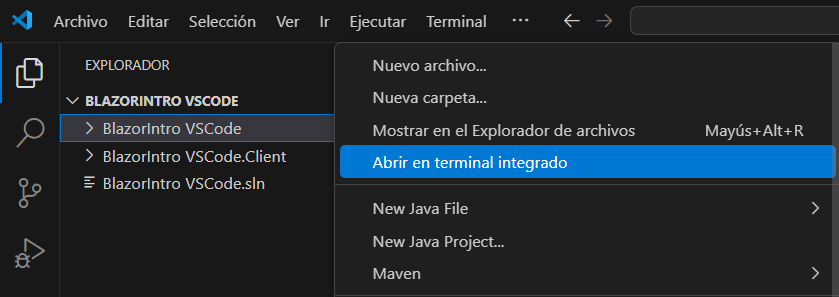 Archivo Editar Selección Ver Ir Ejecutar Terminal ...
EXPLORADOR
BLAZORINTRO VSCODE
BlazorIntro VSCode
BlazorIntro VSCode.Client
BlazorIntro VSCode.sln
Nuevo archivo...
Nueva carpeta...
Mostrar en el Explorador de archivos Mayús+Alt+R
Abrir en terminal integrado
New Java File
New Java Project...
Maven